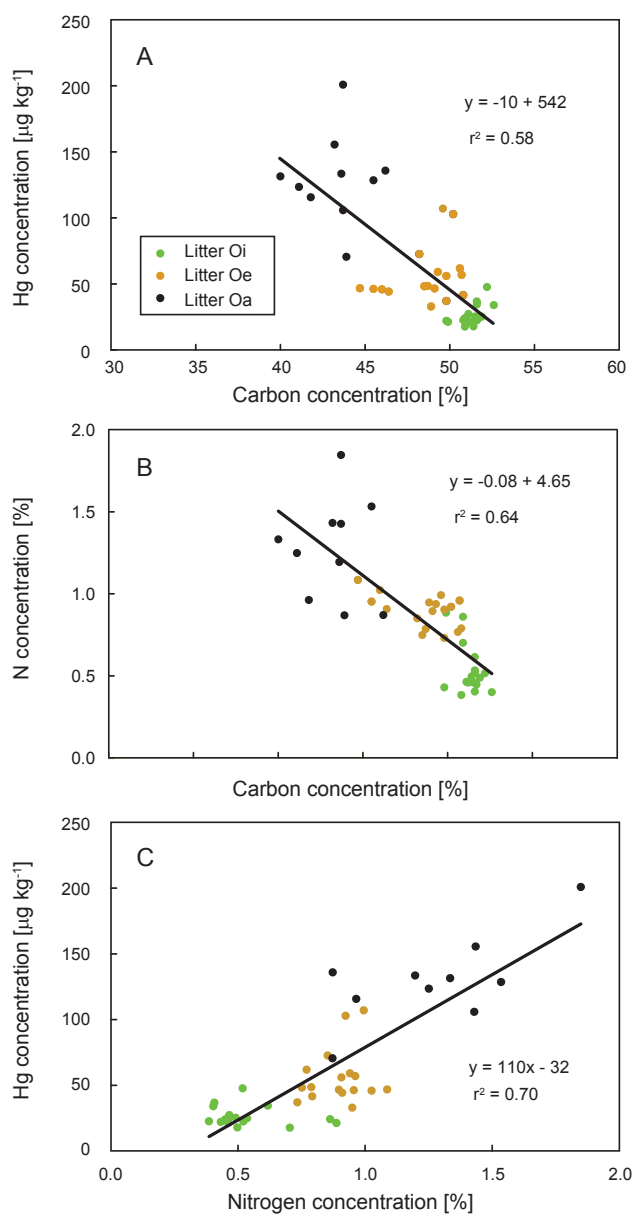 A
Hg concentration [µg kg⁻¹]
250
200
150
100
50
0
y = -10 + 542
r² = 0.58
Litter Oi
Litter Oe
Litter Oa
30 35 40 45 50 55 60
Carbon concentration [%]
B
N concentration [%]
2.0
1.5
1.0
0.5
0.0
y = -0.08 + 4.65
r² = 0.64
Carbon concentration [%]
C
Hg concentration [µg kg⁻¹]
250
200
150
100
50
0
y = 110x - 32
r² = 0.70
0.0 0.5 1.0 1.5 2.0
Nitrogen concentration [%]